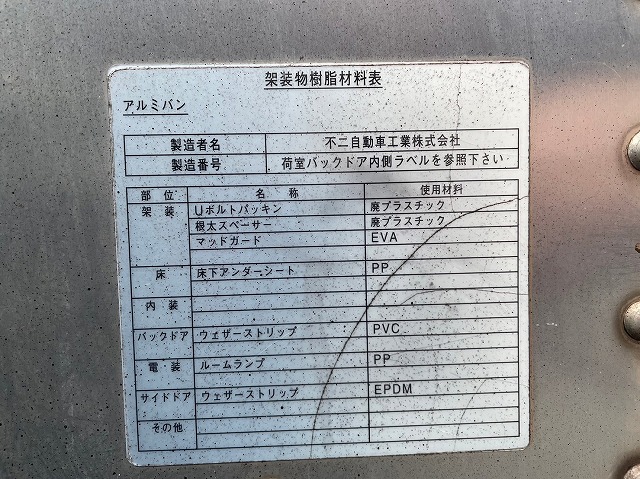 架装物樹脂材料表
アルミバン
製造者名 不二自動車工業株式会社
製造番号 荷室バックドア内側ラベルを参照下さい
部位 名称 使用材料
架装 Uボルトパッキン 廃プラスチック
根太スペーサー 廃プラスチック
マッドガード EVA
床 床下アンダーシート PP
内装
バックドア ウェザーストリップ PVC
電装 ルームランプ PP
サイドドア ウェザーストリップ EPDM
その他